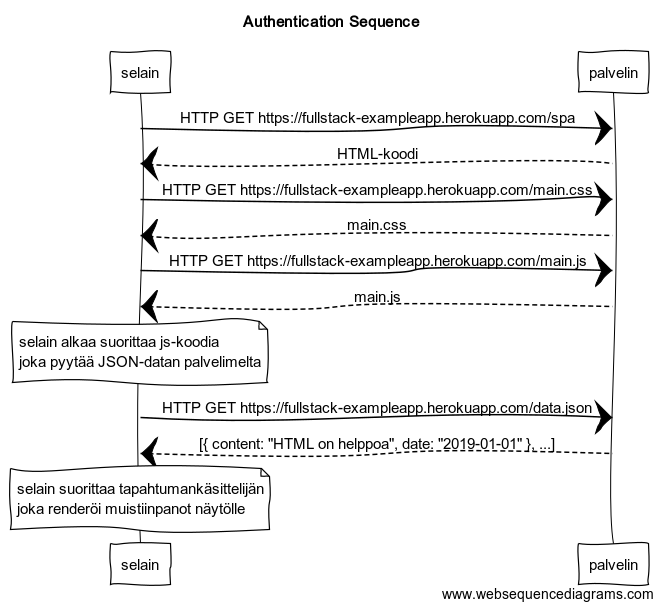 Authentication Sequence
selain
palvelin
HTTP GET https://fullstack-exampleapp.herokuapp.com/spa
HTML-koodi
HTTP GET https://fullstack-exampleapp.herokuapp.com/main.css
main.css
HTTP GET https://fullstack-exampleapp.herokuapp.com/main.js
main.js
selain alkaa suorittaa js-koodia
joka pyytää JSON-datan palvelimelta
HTTP GET https://fullstack-exampleapp.herokuapp.com/data.json
[{ content: "HTML on helppoa", date: "2019-01-01" }, ...]
selain suorittaa tapahtumankäsittelijän
joka renderöi muistiinpanot näytölle
selain
palvelin
www.websequencediagrams.com